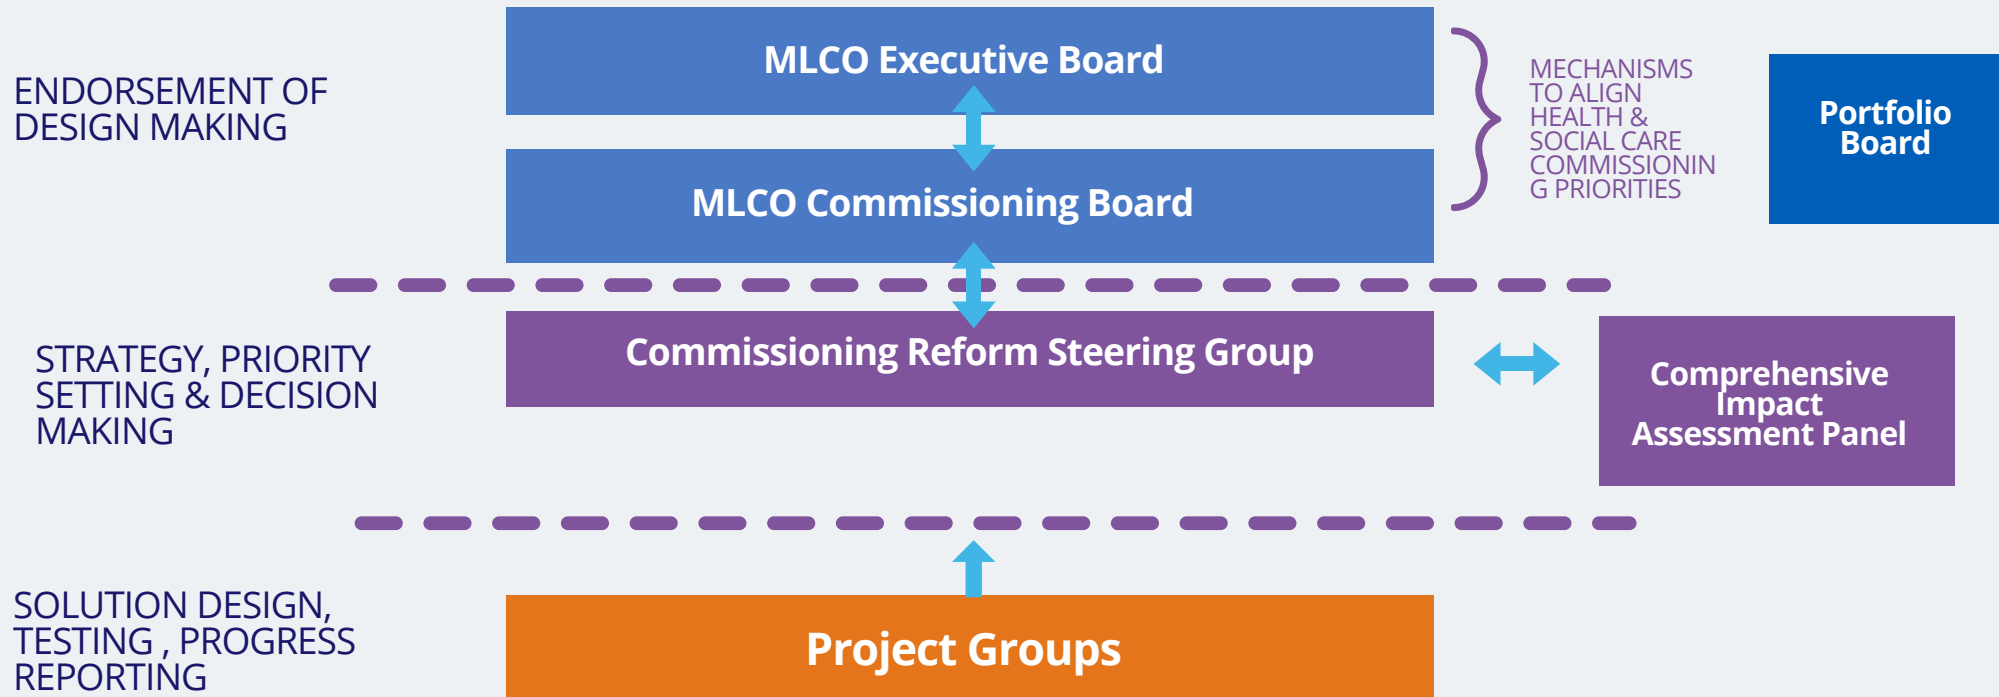 MLCO Executive Board
ENDORSEMENT OF
DESIGN MAKING
MECHANISMS
TO ALIGN
HEALTH &
SOCIAL CARE
COMMISSIONIN
G PRIORITIES
Portfolio
Board
MLCO Commissioning Board
STRATEGY, PRIORITY
SETTING & DECISION
MAKING
Commissioning Reform Steering Group
Comprehensive
Impact
Assessment Panel
SOLUTION DESIGN,
TESTING , PROGRESS
REPORTING
Project Groups